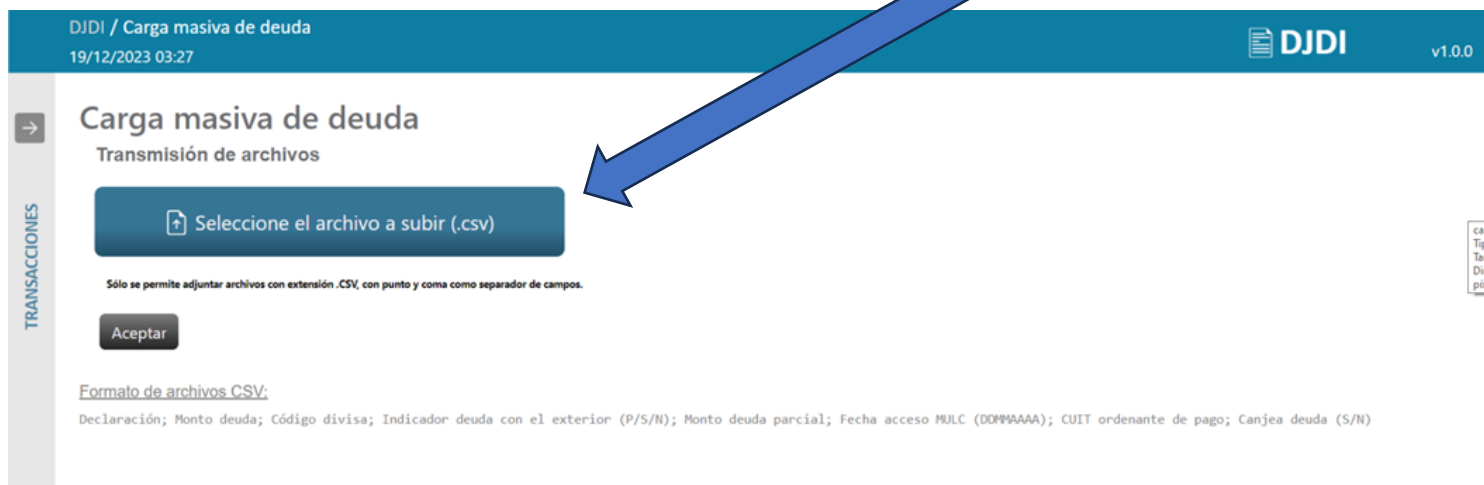 DJDI / Carga masiva de deuda
19/12/2023 03:27
DJDI
v1.0.0
TRANSACCIONES
Carga masiva de deuda
Transmisión de archivos
Seleccione el archivo a subir (.csv)
Sólo se permite adjuntar archivos con extensión .CSV, con punto y coma como separador de campos.
Aceptar
Formato de archivos CSV:
Declaración; Monto deuda; Código divisa; Indicador deuda con el exterior (P/S/N); Monto deuda parcial; Fecha acceso MULC (DDMMAAAA); CUIT ordenante de pago; Canjea deuda (S/N)